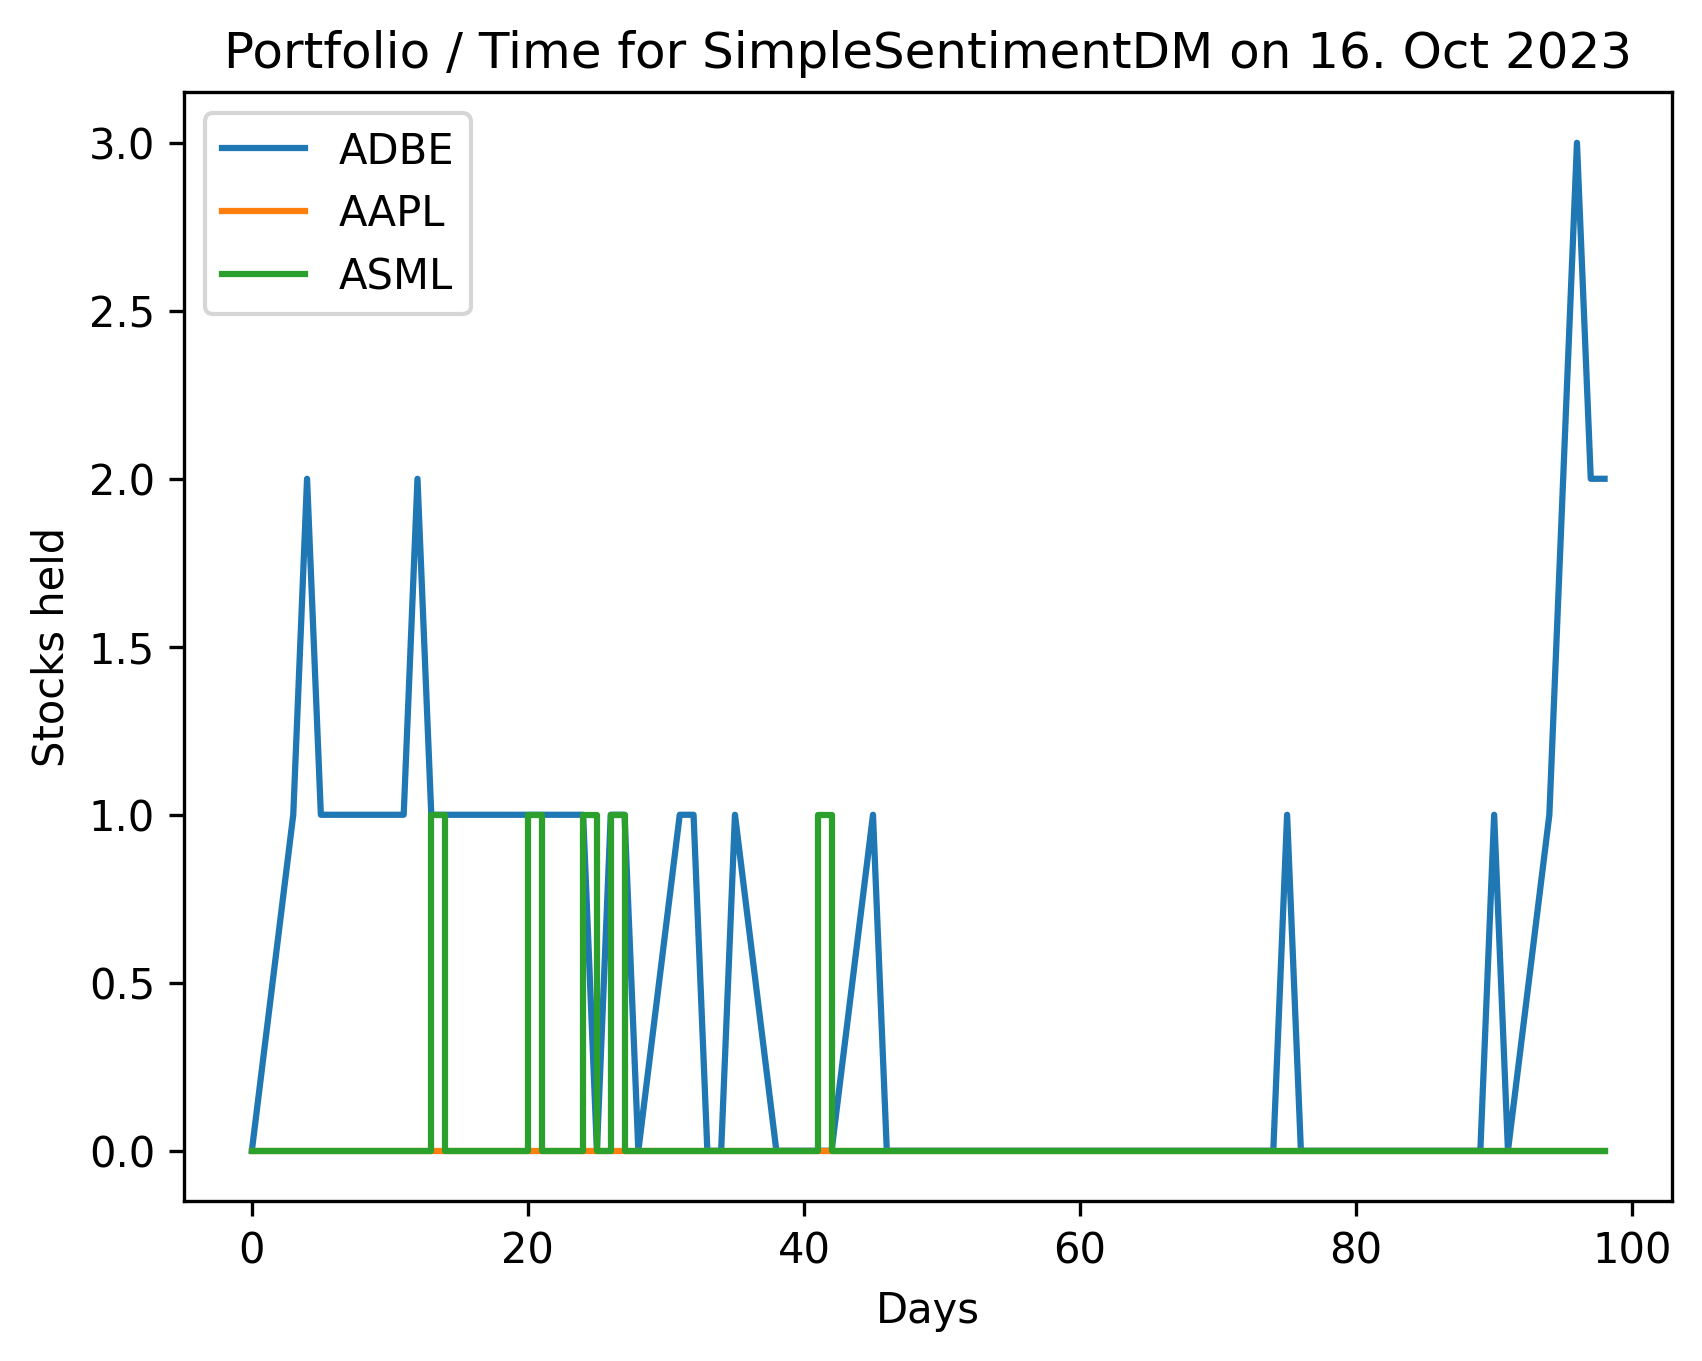 Portfolio / Time for SimpleSentimentDM on 16. Oct 2023
ADBE
AAPL
ASML
3.0
2.5
2.0
1.5
1.0
0.5
0.0
Stocks held
0 20 40 60 80 100
Days